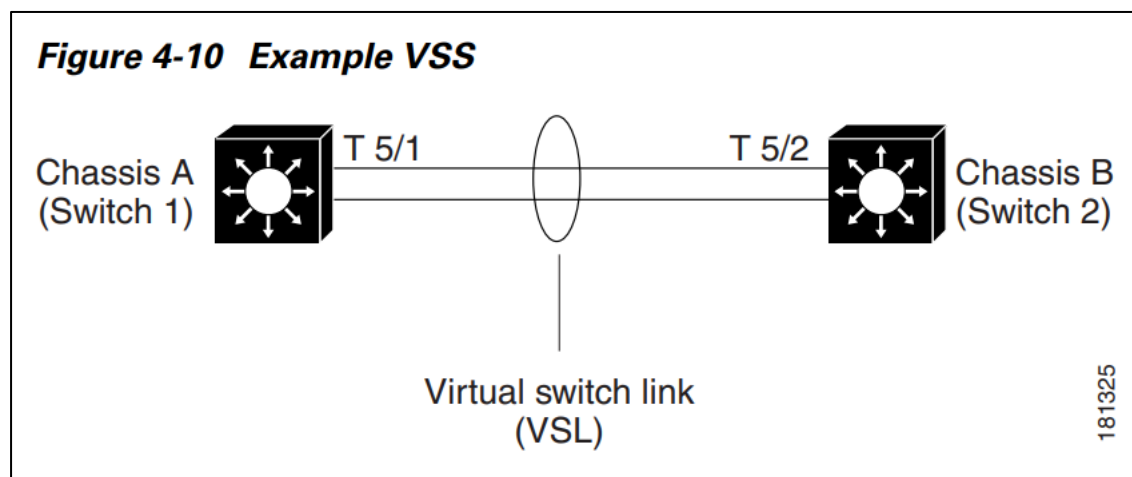 Figure 4-10 Example VSS
T 5/1
T 5/2
Chassis A
(Switch 1)
Chassis B
(Switch 2)
Virtual switch link
(VSL)
181325